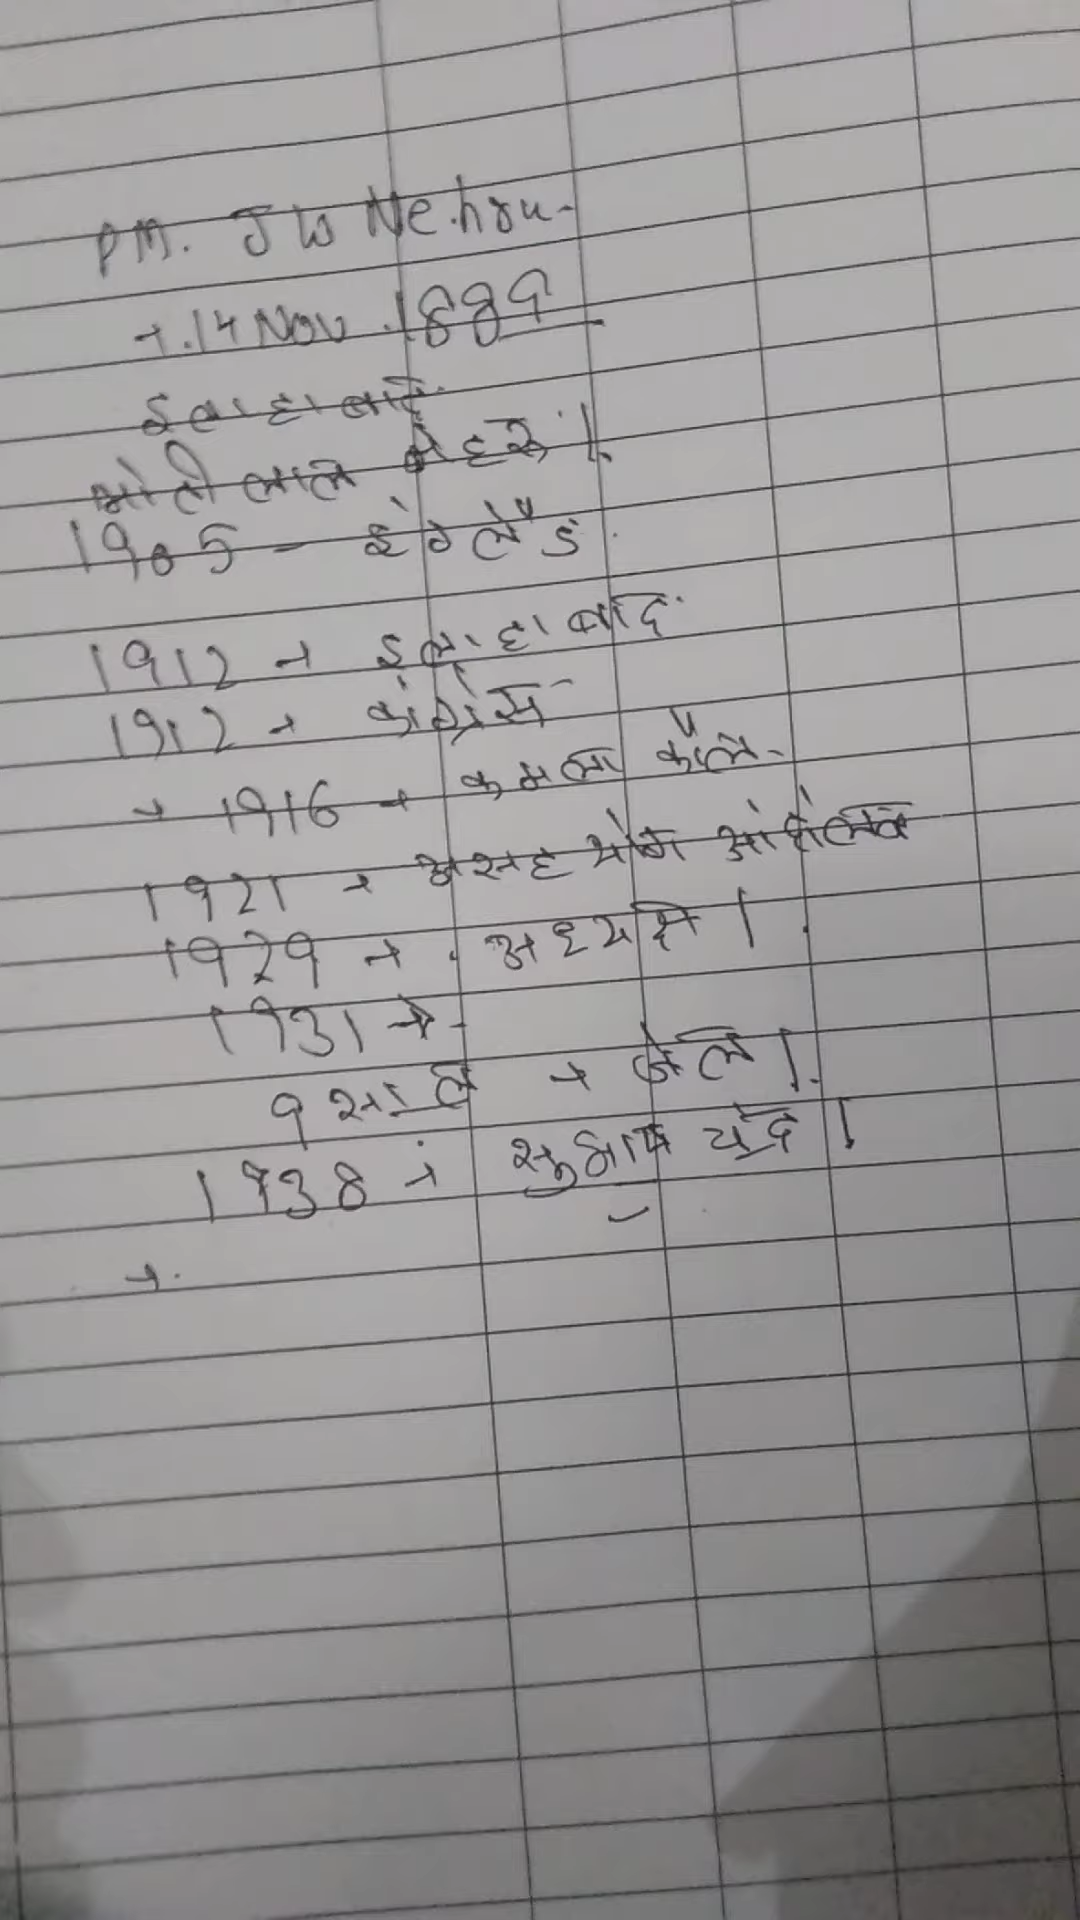 PM. J W Nehru-
→ .14 Nov. 1889
इलाहाबाद.
मोतीलाल नेहरू |.
1905 - इंग्लैंड.
1912 → इलाहाबाद.
1912 → कांग्रेस -
→ 1916 → कमला कौल -
1921 → असहयोग आंदोलन
1929 → . अध्यक्ष |.
1931 → -
9 साल → जेल |.
1938 → सुभाष चंद्र |
→ .